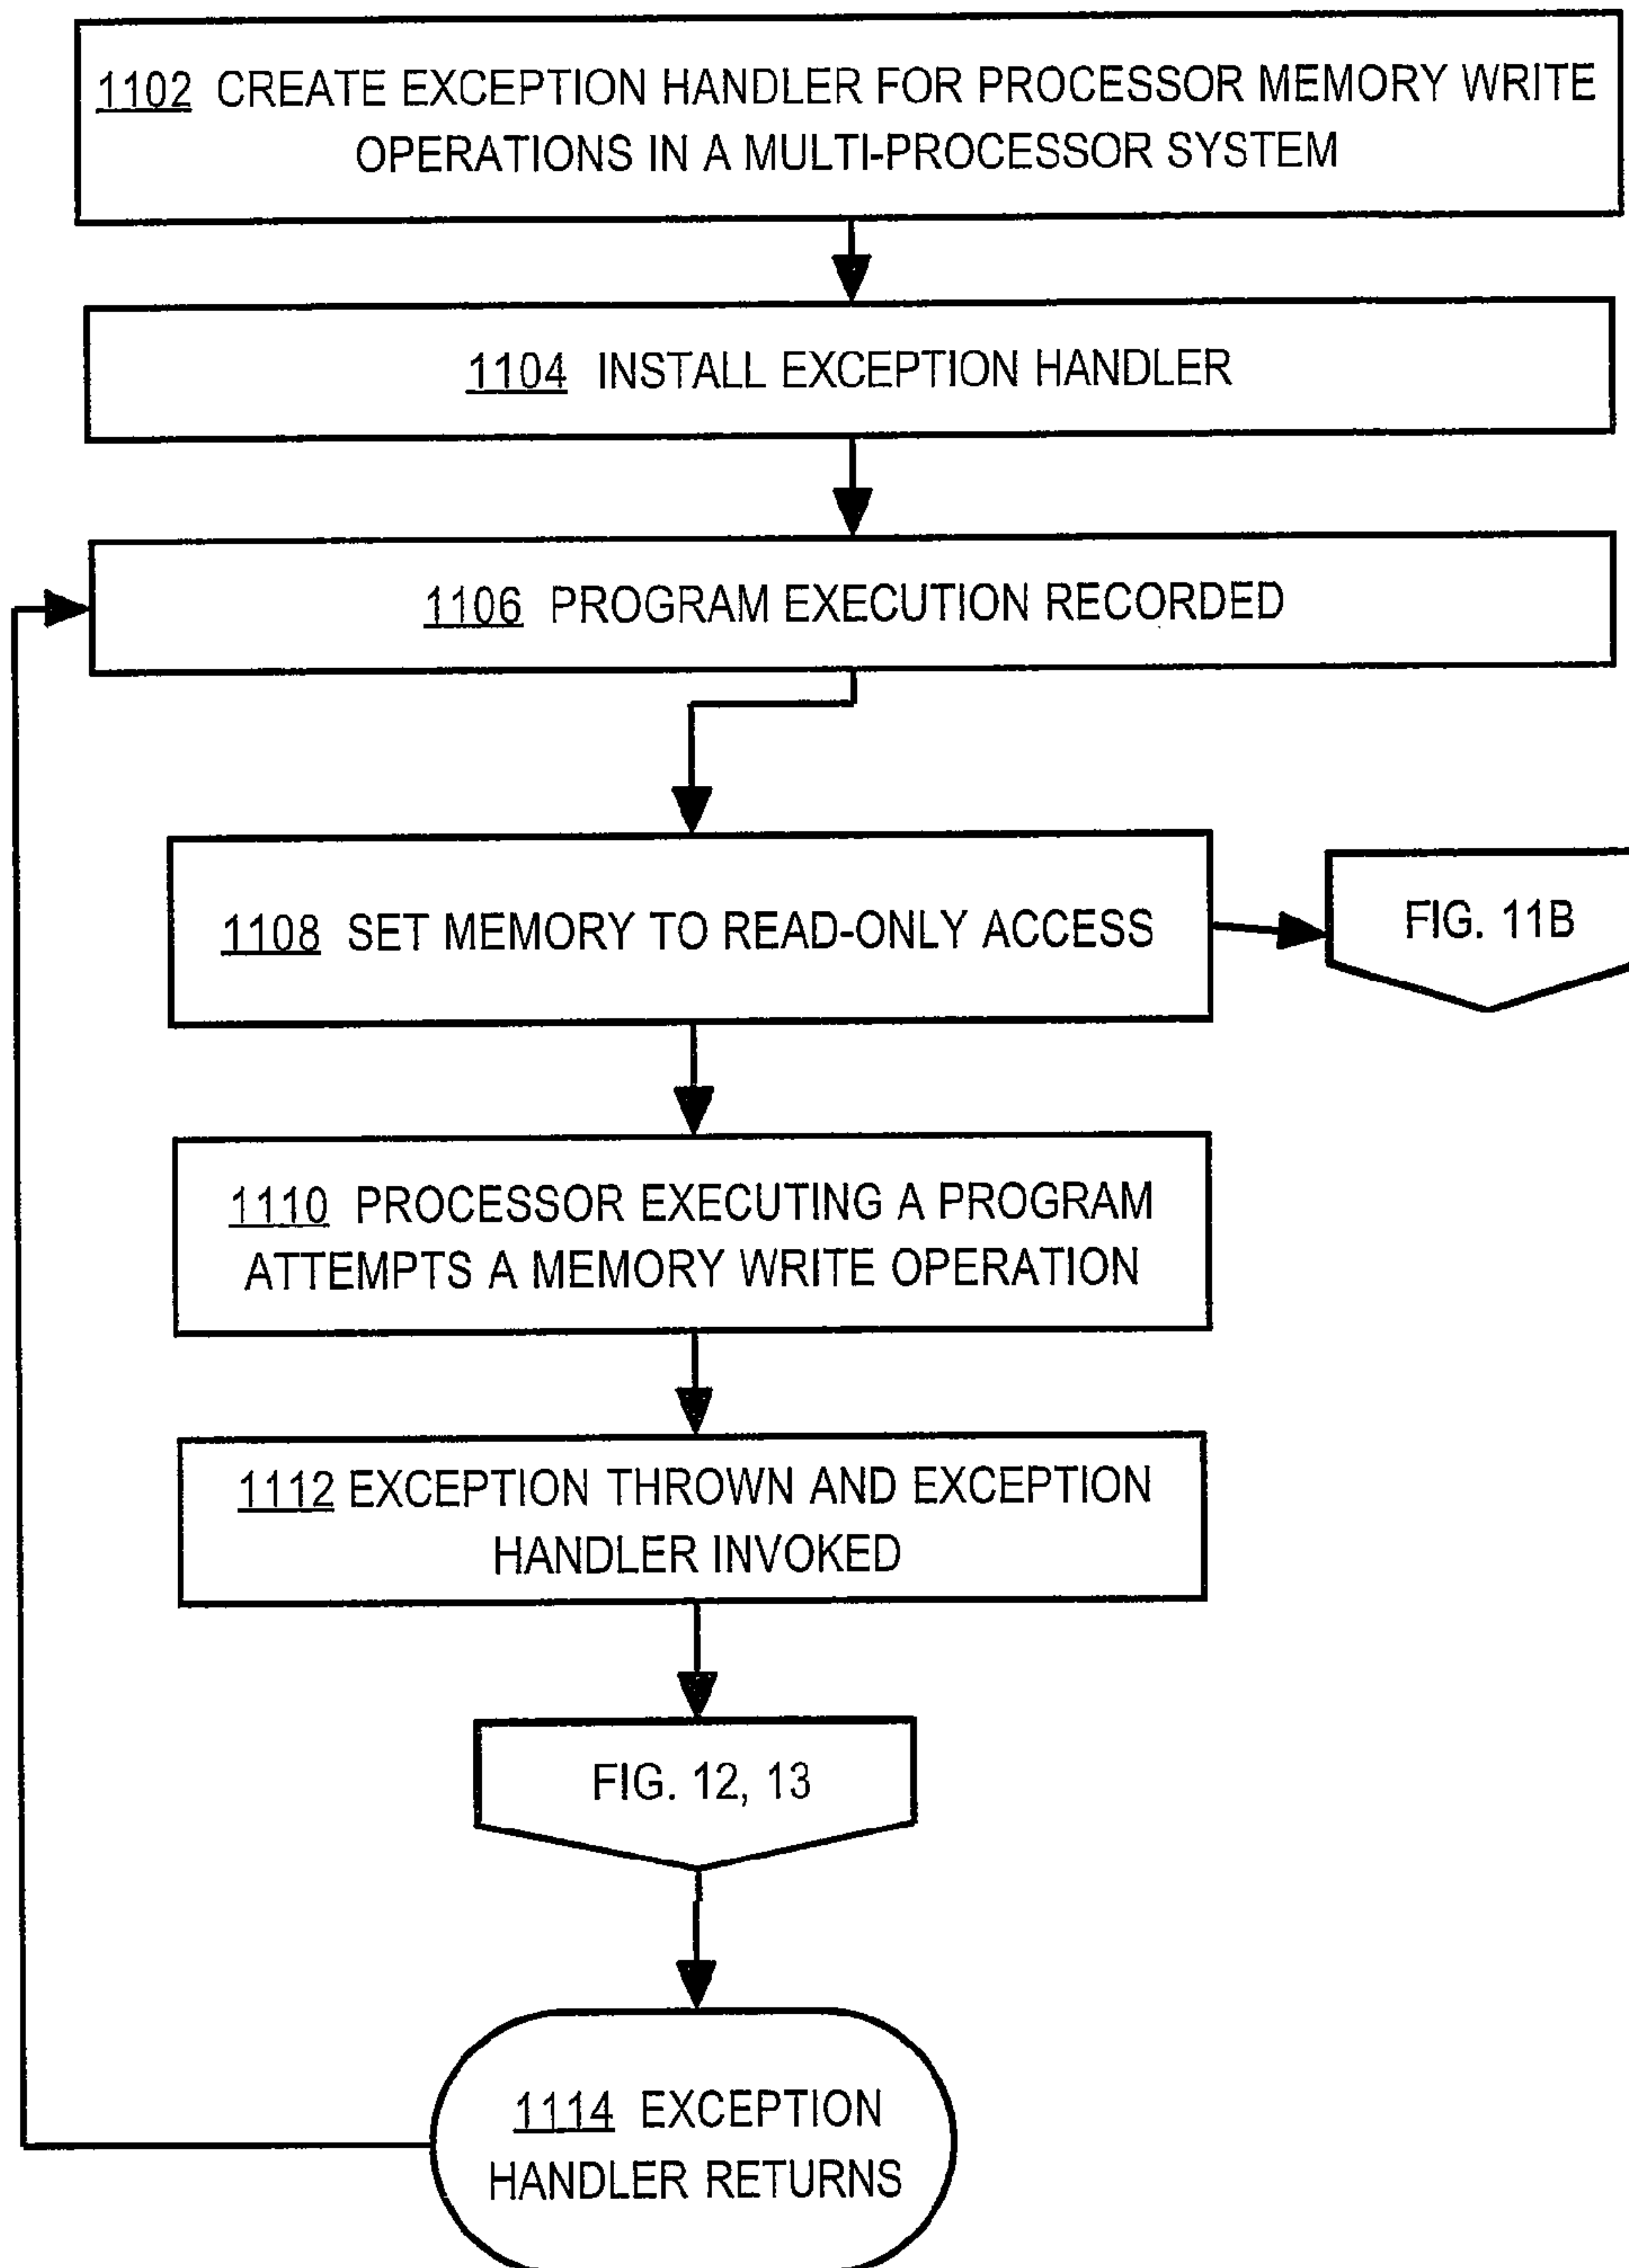 1102 CREATE EXCEPTION HANDLER FOR PROCESSOR MEMORY WRITE
OPERATIONS IN A MULTI-PROCESSOR SYSTEM
1104 INSTALL EXCEPTION HANDLER
1106 PROGRAM EXECUTION RECORDED
1108 SET MEMORY TO READ-ONLY ACCESS
FIG. 11B
1110 PROCESSOR EXECUTING A PROGRAM
ATTEMPTS A MEMORY WRITE OPERATION
1112 EXCEPTION THROWN AND EXCEPTION
HANDLER INVOKED
FIG. 12, 13
1114 EXCEPTION
HANDLER RETURNS